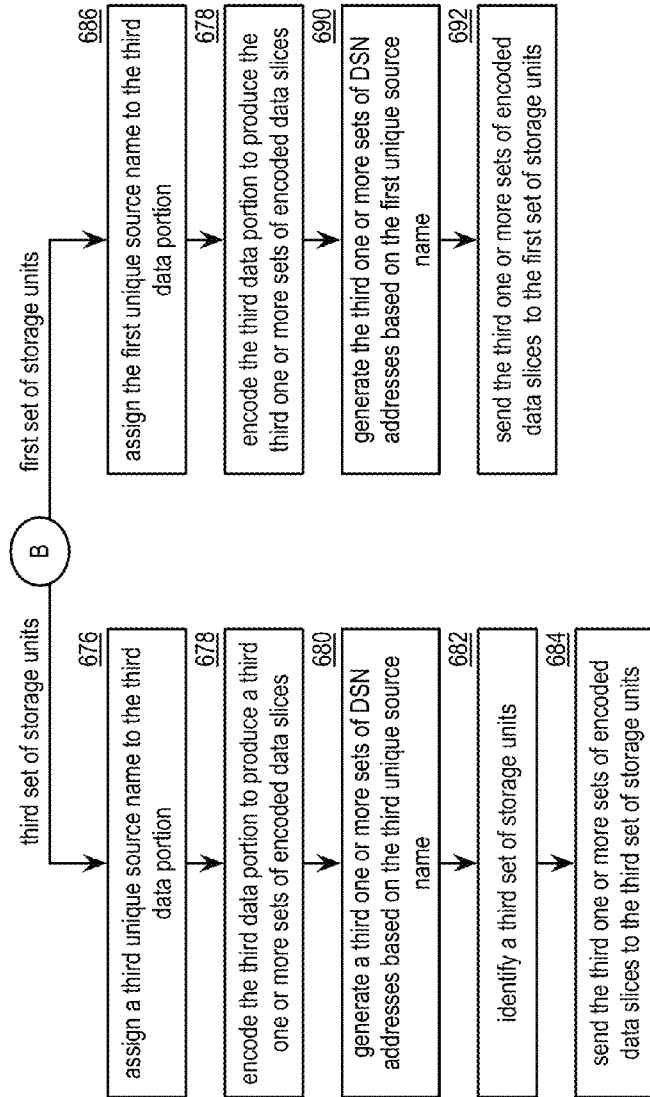 B
third set of storage units
first set of storage units
676
assign a third unique source name to the third
data portion
678
encode the third data portion to produce a third
one or more sets of encoded data slices
680
generate a third one or more sets of DSN
addresses based on the third unique source
name
682
identify a third set of storage units
684
send the third one or more sets of encoded
data slices to the third set of storage units
686
assign the first unique source name to the third
data portion
678
encode the third data portion to produce the
third one or more sets of encoded data slices
690
generate the third one or more sets of DSN
addresses based on the first unique source
name
692
send the third one or more sets of encoded
data slices to the first set of storage units